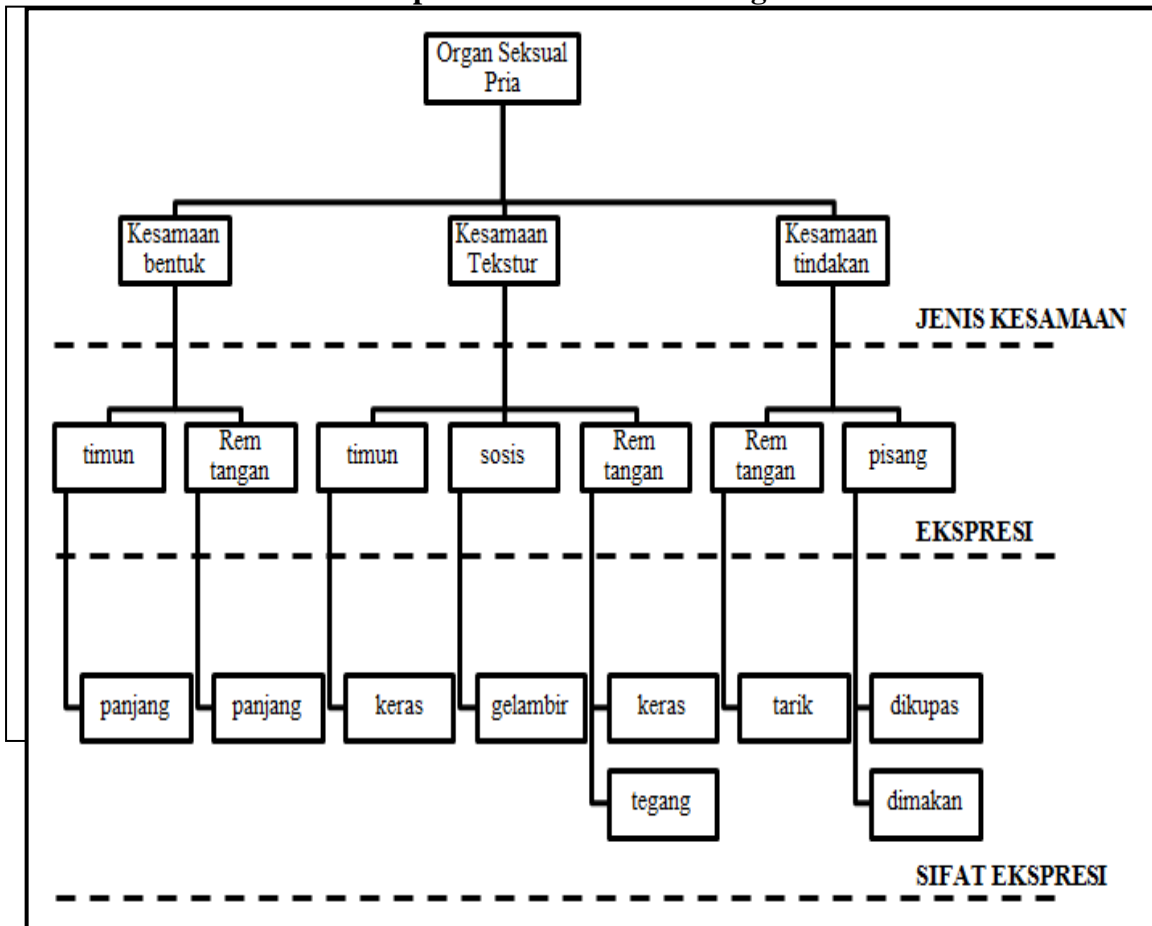 Organ Seksual
Pria
Kesamaan
bentuk
Kesamaan
Tekstur
Kesamaan
tindakan
JENIS KESAMAAN
timun
Rem
tangan
timun
sosis
Rem
tangan
Rem
tangan
pisang
EKSPRESI
panjang
panjang
keras
gelambir
keras
tarik
dikupas
tegang
dimakan
SIFAT EKSPRESI